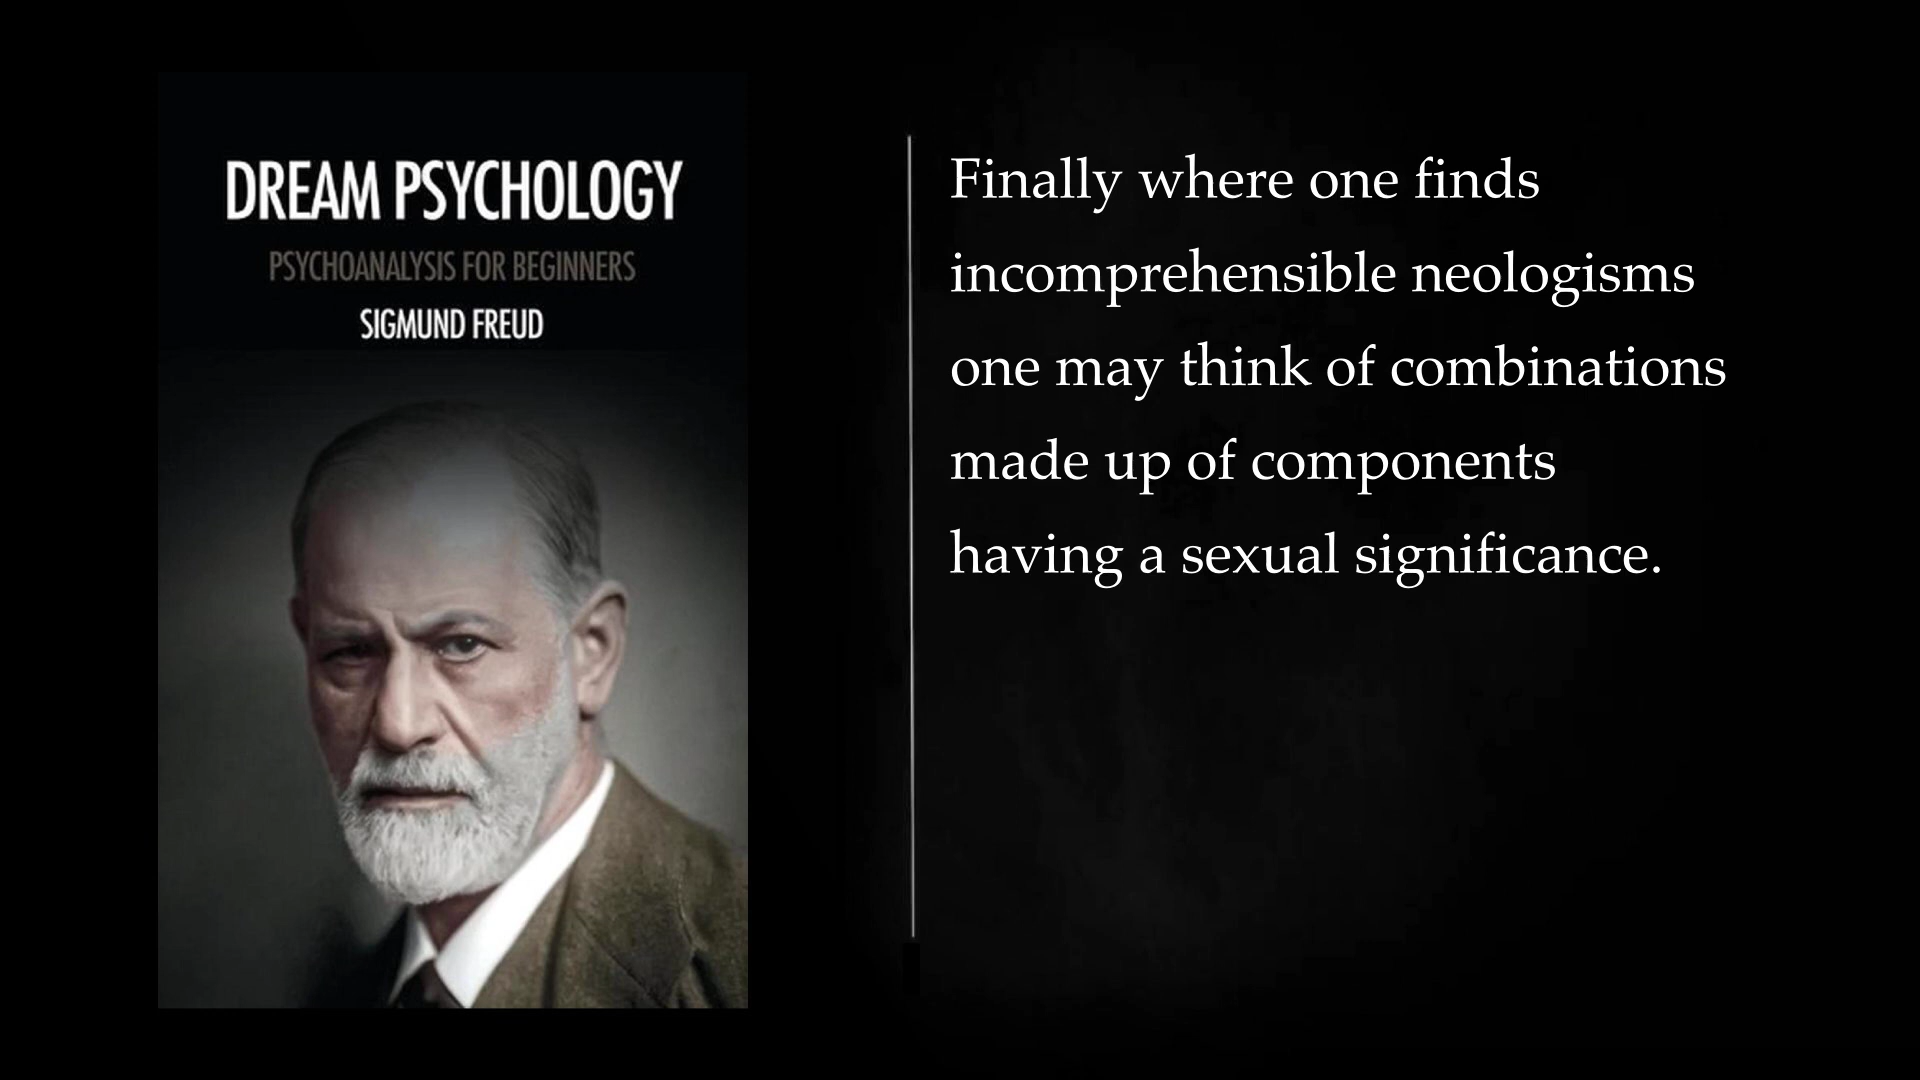 DREAM PSYCHOLOGY
PSYCHOANALYSIS FOR BEGINNERS
SIGMUND FREUD
Finally where one finds
incomprehensible neologisms
one may think of combinations
made up of components
having a sexual significance.